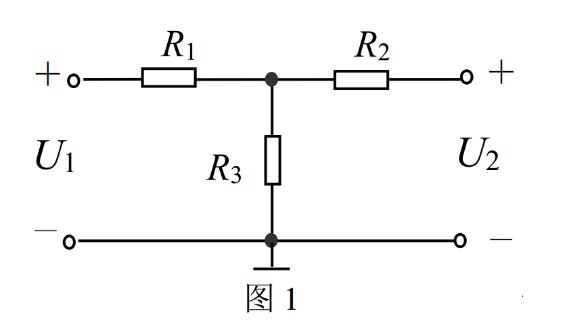 R1
R2
+
+
U1
R3
U2
−
−
图 1